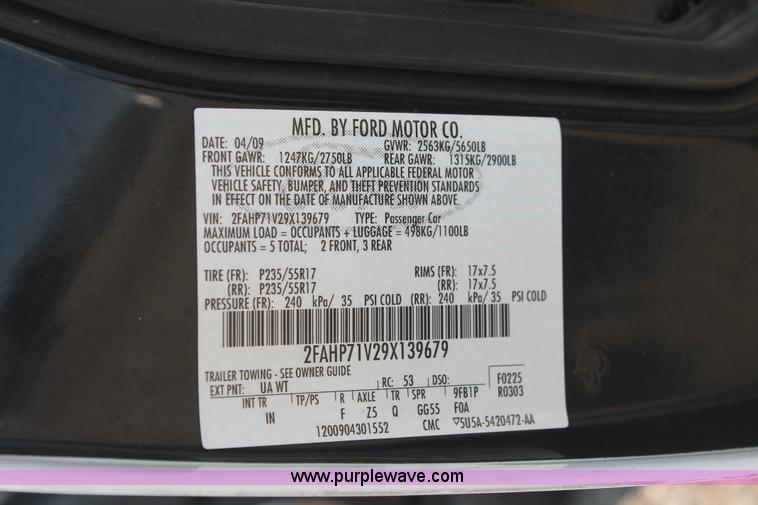 MFD. BY FORD MOTOR CO.
DATE: 04/09 GVWR: 2563KG/5650LB
FRONT GAWR: 1247KG/2750LB REAR GAWR: 1315KG/2900LB
THIS VEHICLE CONFORMS TO ALL APPLICABLE FEDERAL MOTOR
VEHICLE SAFETY, BUMPER, AND THEFT PREVENTION STANDARDS
IN EFFECT ON THE DATE OF MANUFACTURE SHOWN ABOVE.
VIN: 2FAHP71V29X139679 TYPE: Passenger Car
MAXIMUM LOAD = OCCUPANTS + LUGGAGE = 498KG/1100LB
OCCUPANTS = 5 TOTAL; 2 FRONT, 3 REAR
TIRE (FR): P235/55R17 RIMS (FR): 17x7.5
(RR): P235/55R17 (RR): 17x7.5
PRESSURE (FR): 240 kPa/ 35 PSI COLD (RR): 240 kPa/ 35 PSI COLD
2FAHP71V29X139679
TRAILER TOWING - SEE OWNER GUIDE
EXT PNT: UA WT RC: 53 DSO: F0225
INT TR TP/PS R AXLE TR SPR 9FB1P R0303
IN F Z5 Q GG55 F0A
1200904301552 CMC ▽5U5A-5420472-AA
www.purplewave.com